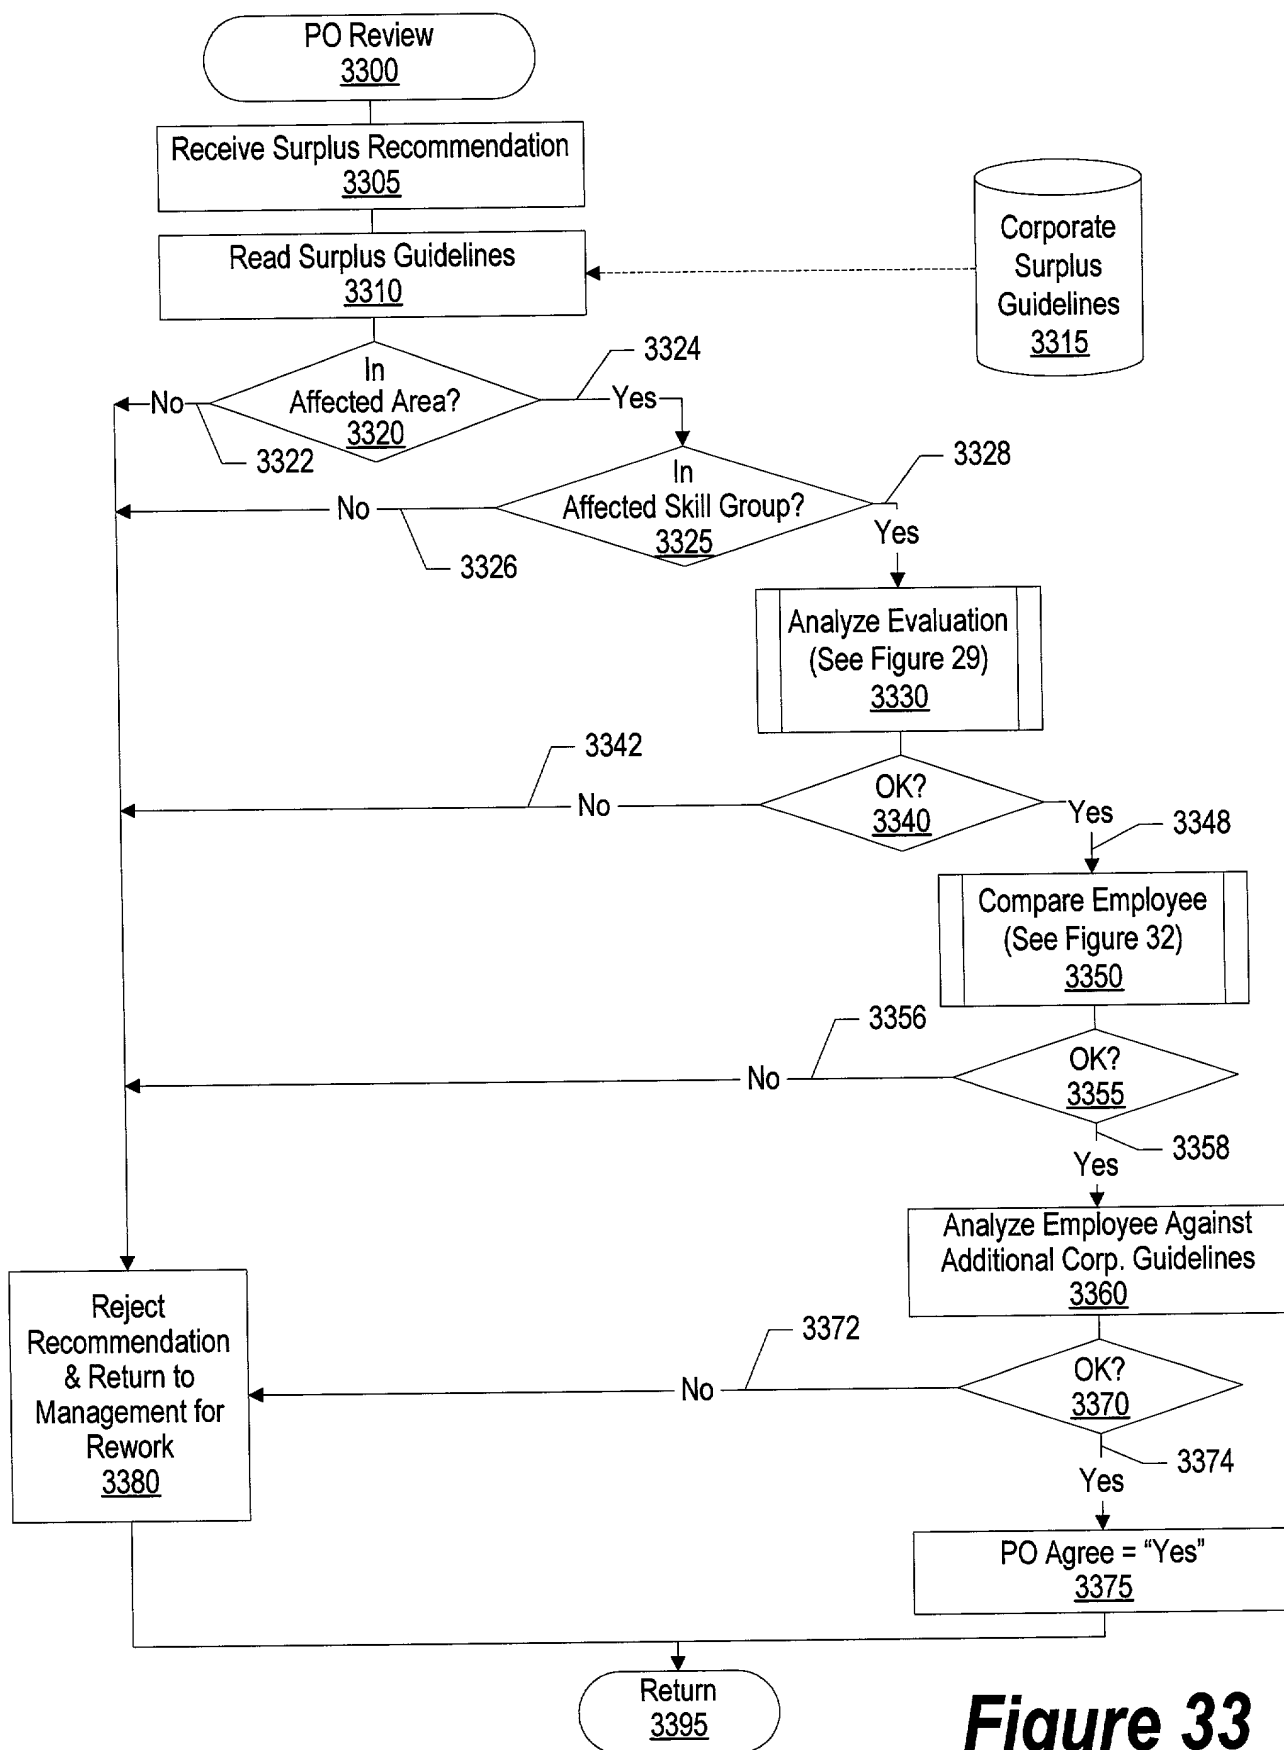 PO Review
3300
Receive Surplus Recommendation
3305
Read Surplus Guidelines
3310
Corporate
Surplus
Guidelines
3315
In
Affected Area?
3320
No
3322
3324
Yes
In
Affected Skill Group?
3325
No
3326
3328
Yes
Analyze Evaluation
(See Figure 29)
3330
OK?
3340
No
3342
Yes
3348
Compare Employee
(See Figure 32)
3350
OK?
3355
No
3356
3358
Yes
Analyze Employee Against
Additional Corp. Guidelines
3360
OK?
3370
No
3372
3374
Yes
PO Agree = “Yes”
3375
Reject
Recommendation
& Return to
Management for
Rework
3380
Return
3395
Figure 33